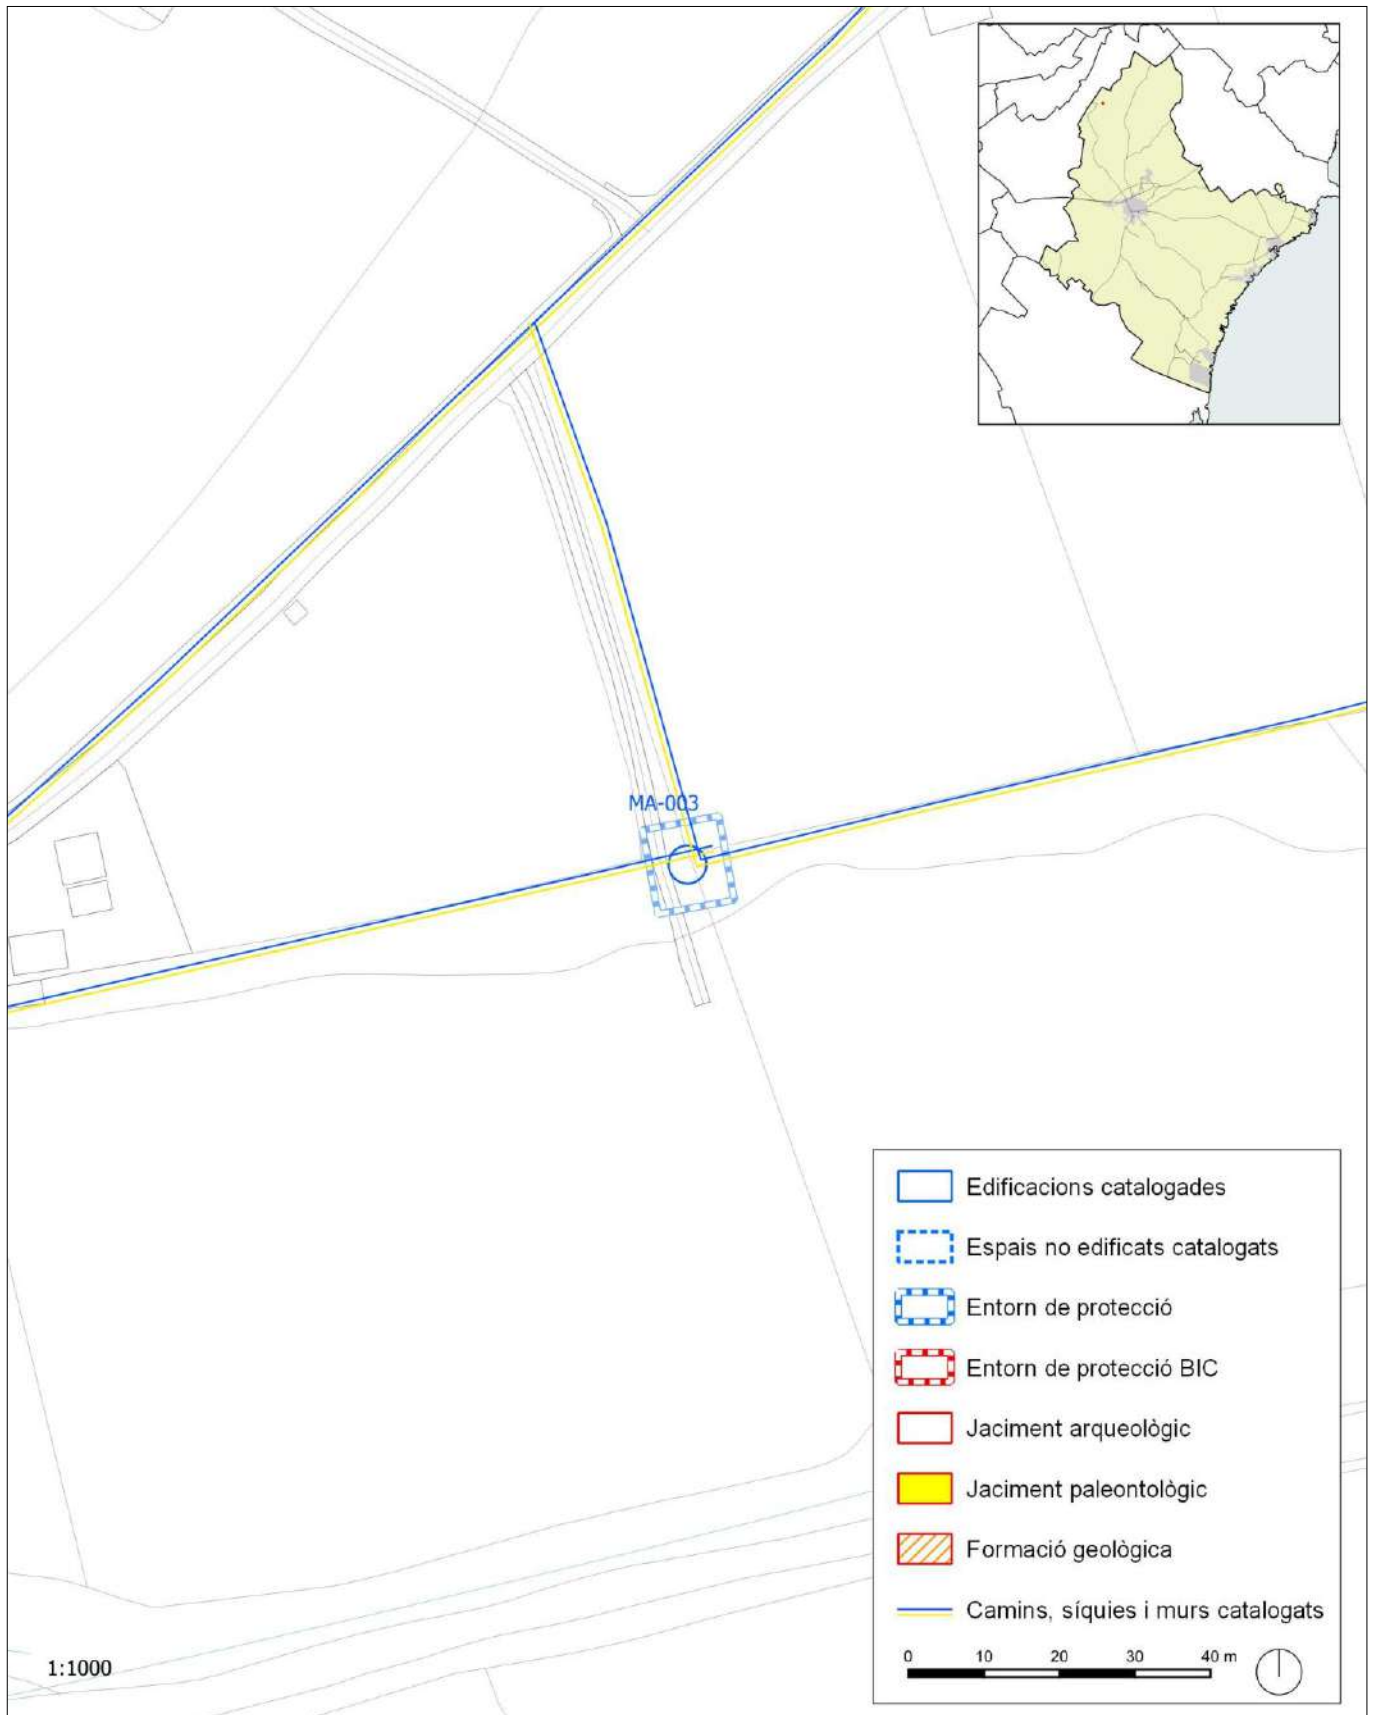 MA-003
Edificacions catalogades
Espais no edificats catalogats
Entorn de protecció
Entorn de protecció BIC
Jaciment arqueològic
Jaciment paleontològic
Formació geològica
Camins, síquies i murs catalogats
0 10 20 30 40 m
1:1000